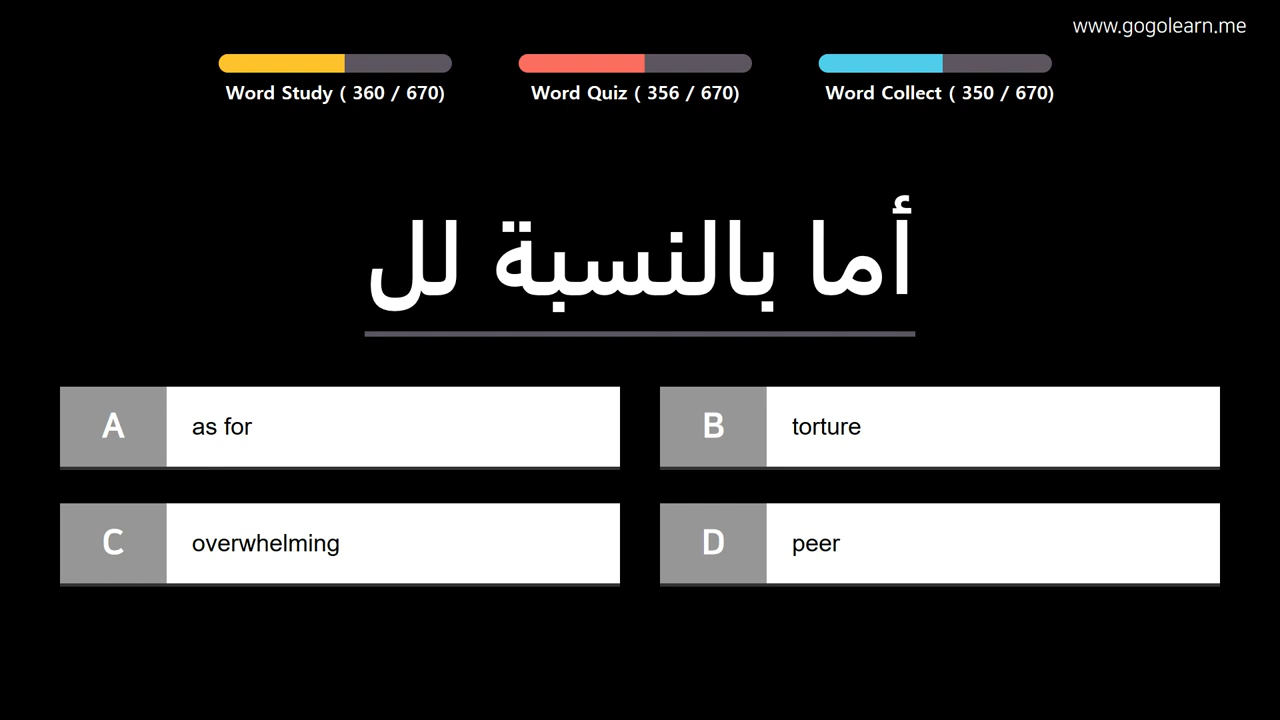 www.gogolearn.me
Word Study ( 360 / 670)
Word Quiz ( 356 / 670)
Word Collect ( 350 / 670)
أما بالنسبة لل
A as for
B torture
C overwhelming
D peer